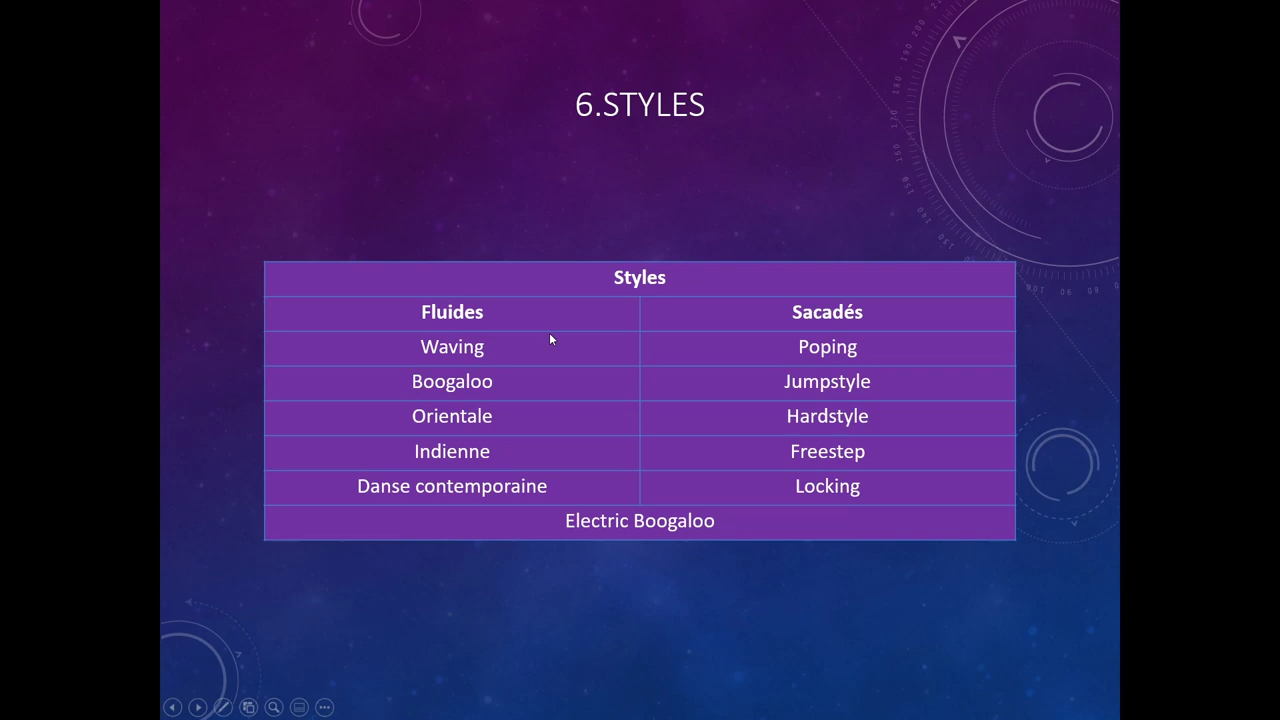 6.STYLES
Styles
Fluides Sacadés
Waving Poping
Boogaloo Jumpstyle
Orientale Hardstyle
Indienne Freestep
Danse contemporaine Locking
Electric Boogaloo